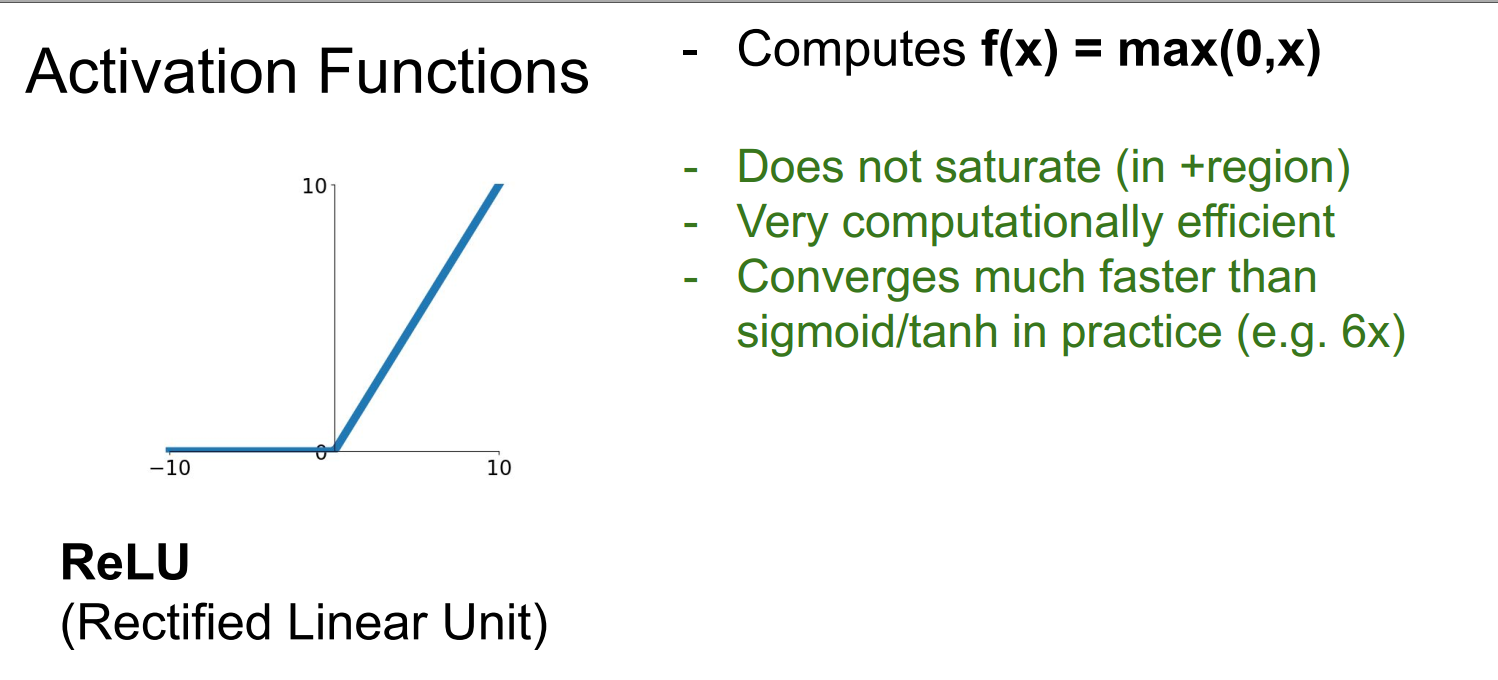 Activation Functions
- Computes f(x) = max(0,x)
- Does not saturate (in +region)
- Very computationally efficient
- Converges much faster than
sigmoid/tanh in practice (e.g. 6x)
10
0
−10
10
ReLU
(Rectified Linear Unit)